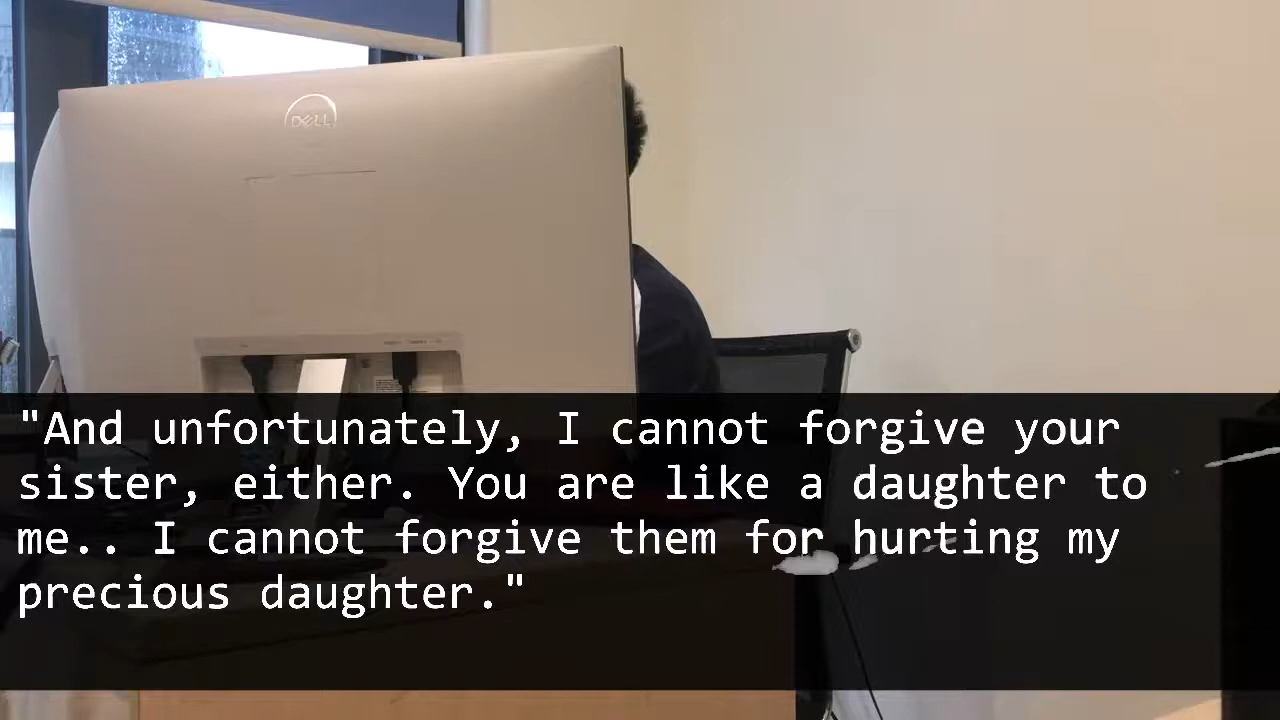 DELL
"And unfortunately, I cannot forgive your
sister, either. You are like a daughter to
me.. I cannot forgive them for hurting my
precious daughter."